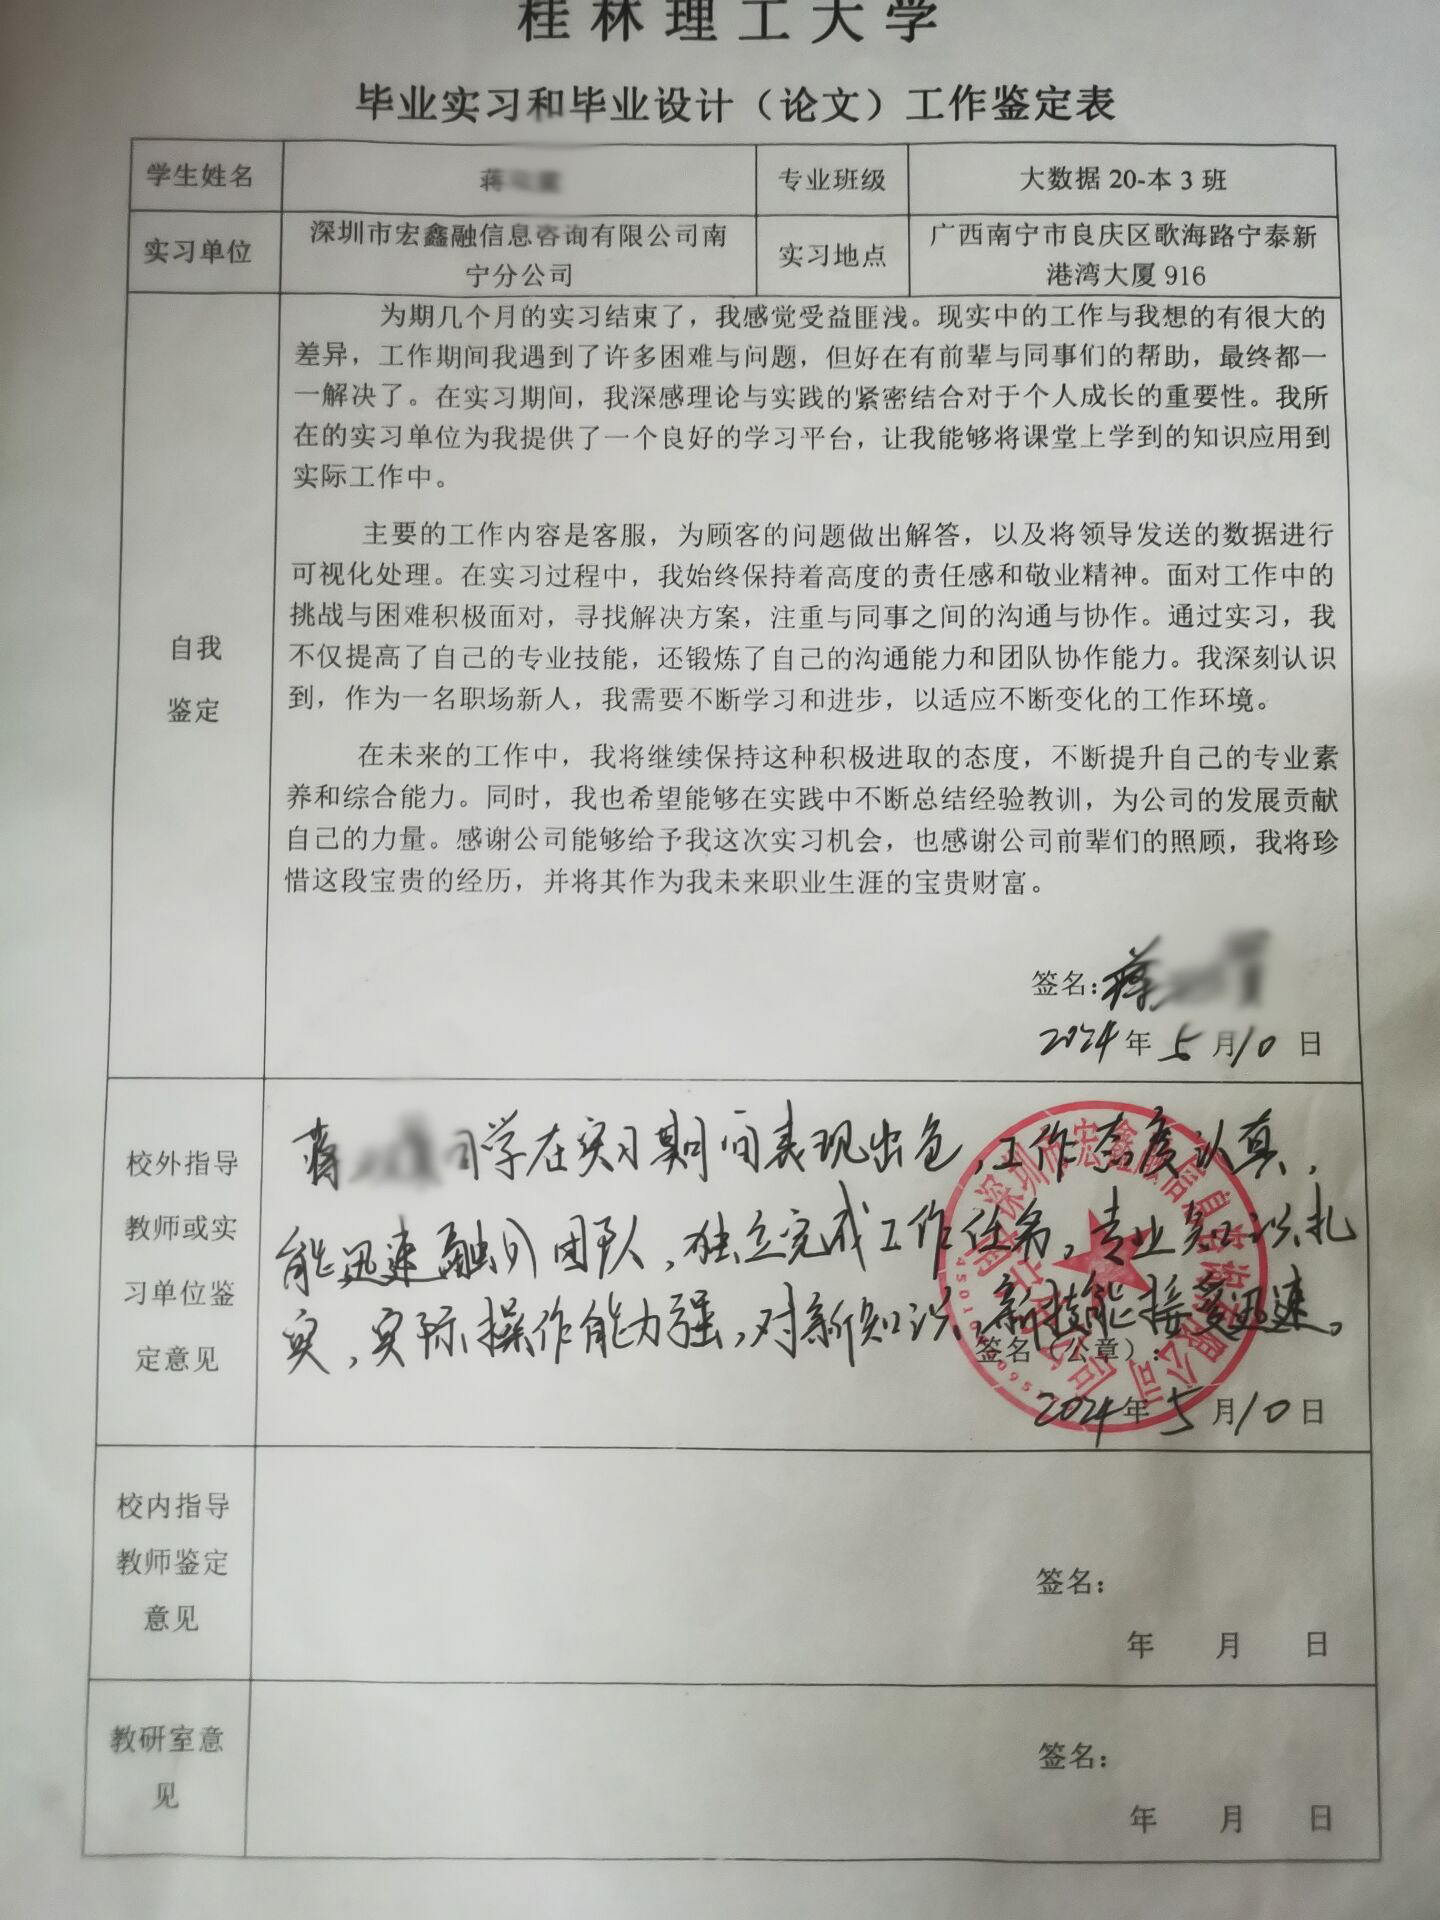 桂林理工大学
毕业实习和毕业设计（论文）工作鉴定表
学生姓名
蒋
专业班级
大数据 20-本 3 班
实习单位
深圳市宏鑫融信息咨询有限公司南
宁分公司
实习地点
广西南宁市良庆区歌海路宁泰新
港湾大厦 916
自我
鉴定
为期几个月的实习结束了，我感觉受益匪浅。现实中的工作与我想的有很大的
差异，工作期间我遇到了许多困难与问题，但好在有前辈与同事们的帮助，最终都一
一解决了。在实习期间，我深感理论与实践的紧密结合对于个人成长的重要性。我所
在的实习单位为我提供了一个良好的学习平台，让我能够将课堂上学到的知识应用到
实际工作中。
主要的工作内容是客服，为顾客的问题做出解答，以及将领导发送的数据进行
可视化处理。在实习过程中，我始终保持着高度的责任感和敬业精神。面对工作中的
挑战与困难积极面对，寻找解决方案，注重与同事之间的沟通与协作。通过实习，我
不仅提高了自己的专业技能，还锻炼了自己的沟通能力和团队协作能力。我深刻认识
到，作为一名职场新人，我需要不断学习和进步，以适应不断变化的工作环境。
在未来的工作中，我将继续保持这种积极进取的态度，不断提升自己的专业素
养和综合能力。同时，我也希望能够在实践中不断总结经验教训，为公司的发展贡献
自己的力量。感谢公司能够给予我这次实习机会，也感谢公司前辈们的照顾，我将珍
惜这段宝贵的经历，并将其作为我未来职业生涯的宝贵财富。
签名：蒋
2024年 5 月10 日
校外指导
教师或实
习单位鉴
定意见
蒋 同学在实习期间表现出色，工作态度认真，
能迅速融入团队，独立完成工作任务，专业知识扎
实，实际操作能力强，对新知识、新技能接受迅速。
签名（公章）：
2024年 5 月10日
深圳市宏鑫融信息咨询有限公司
南宁分公司
校内指导
教师鉴定
意见
签名：
年 月 日
教研室意
见
签名：
年 月 日